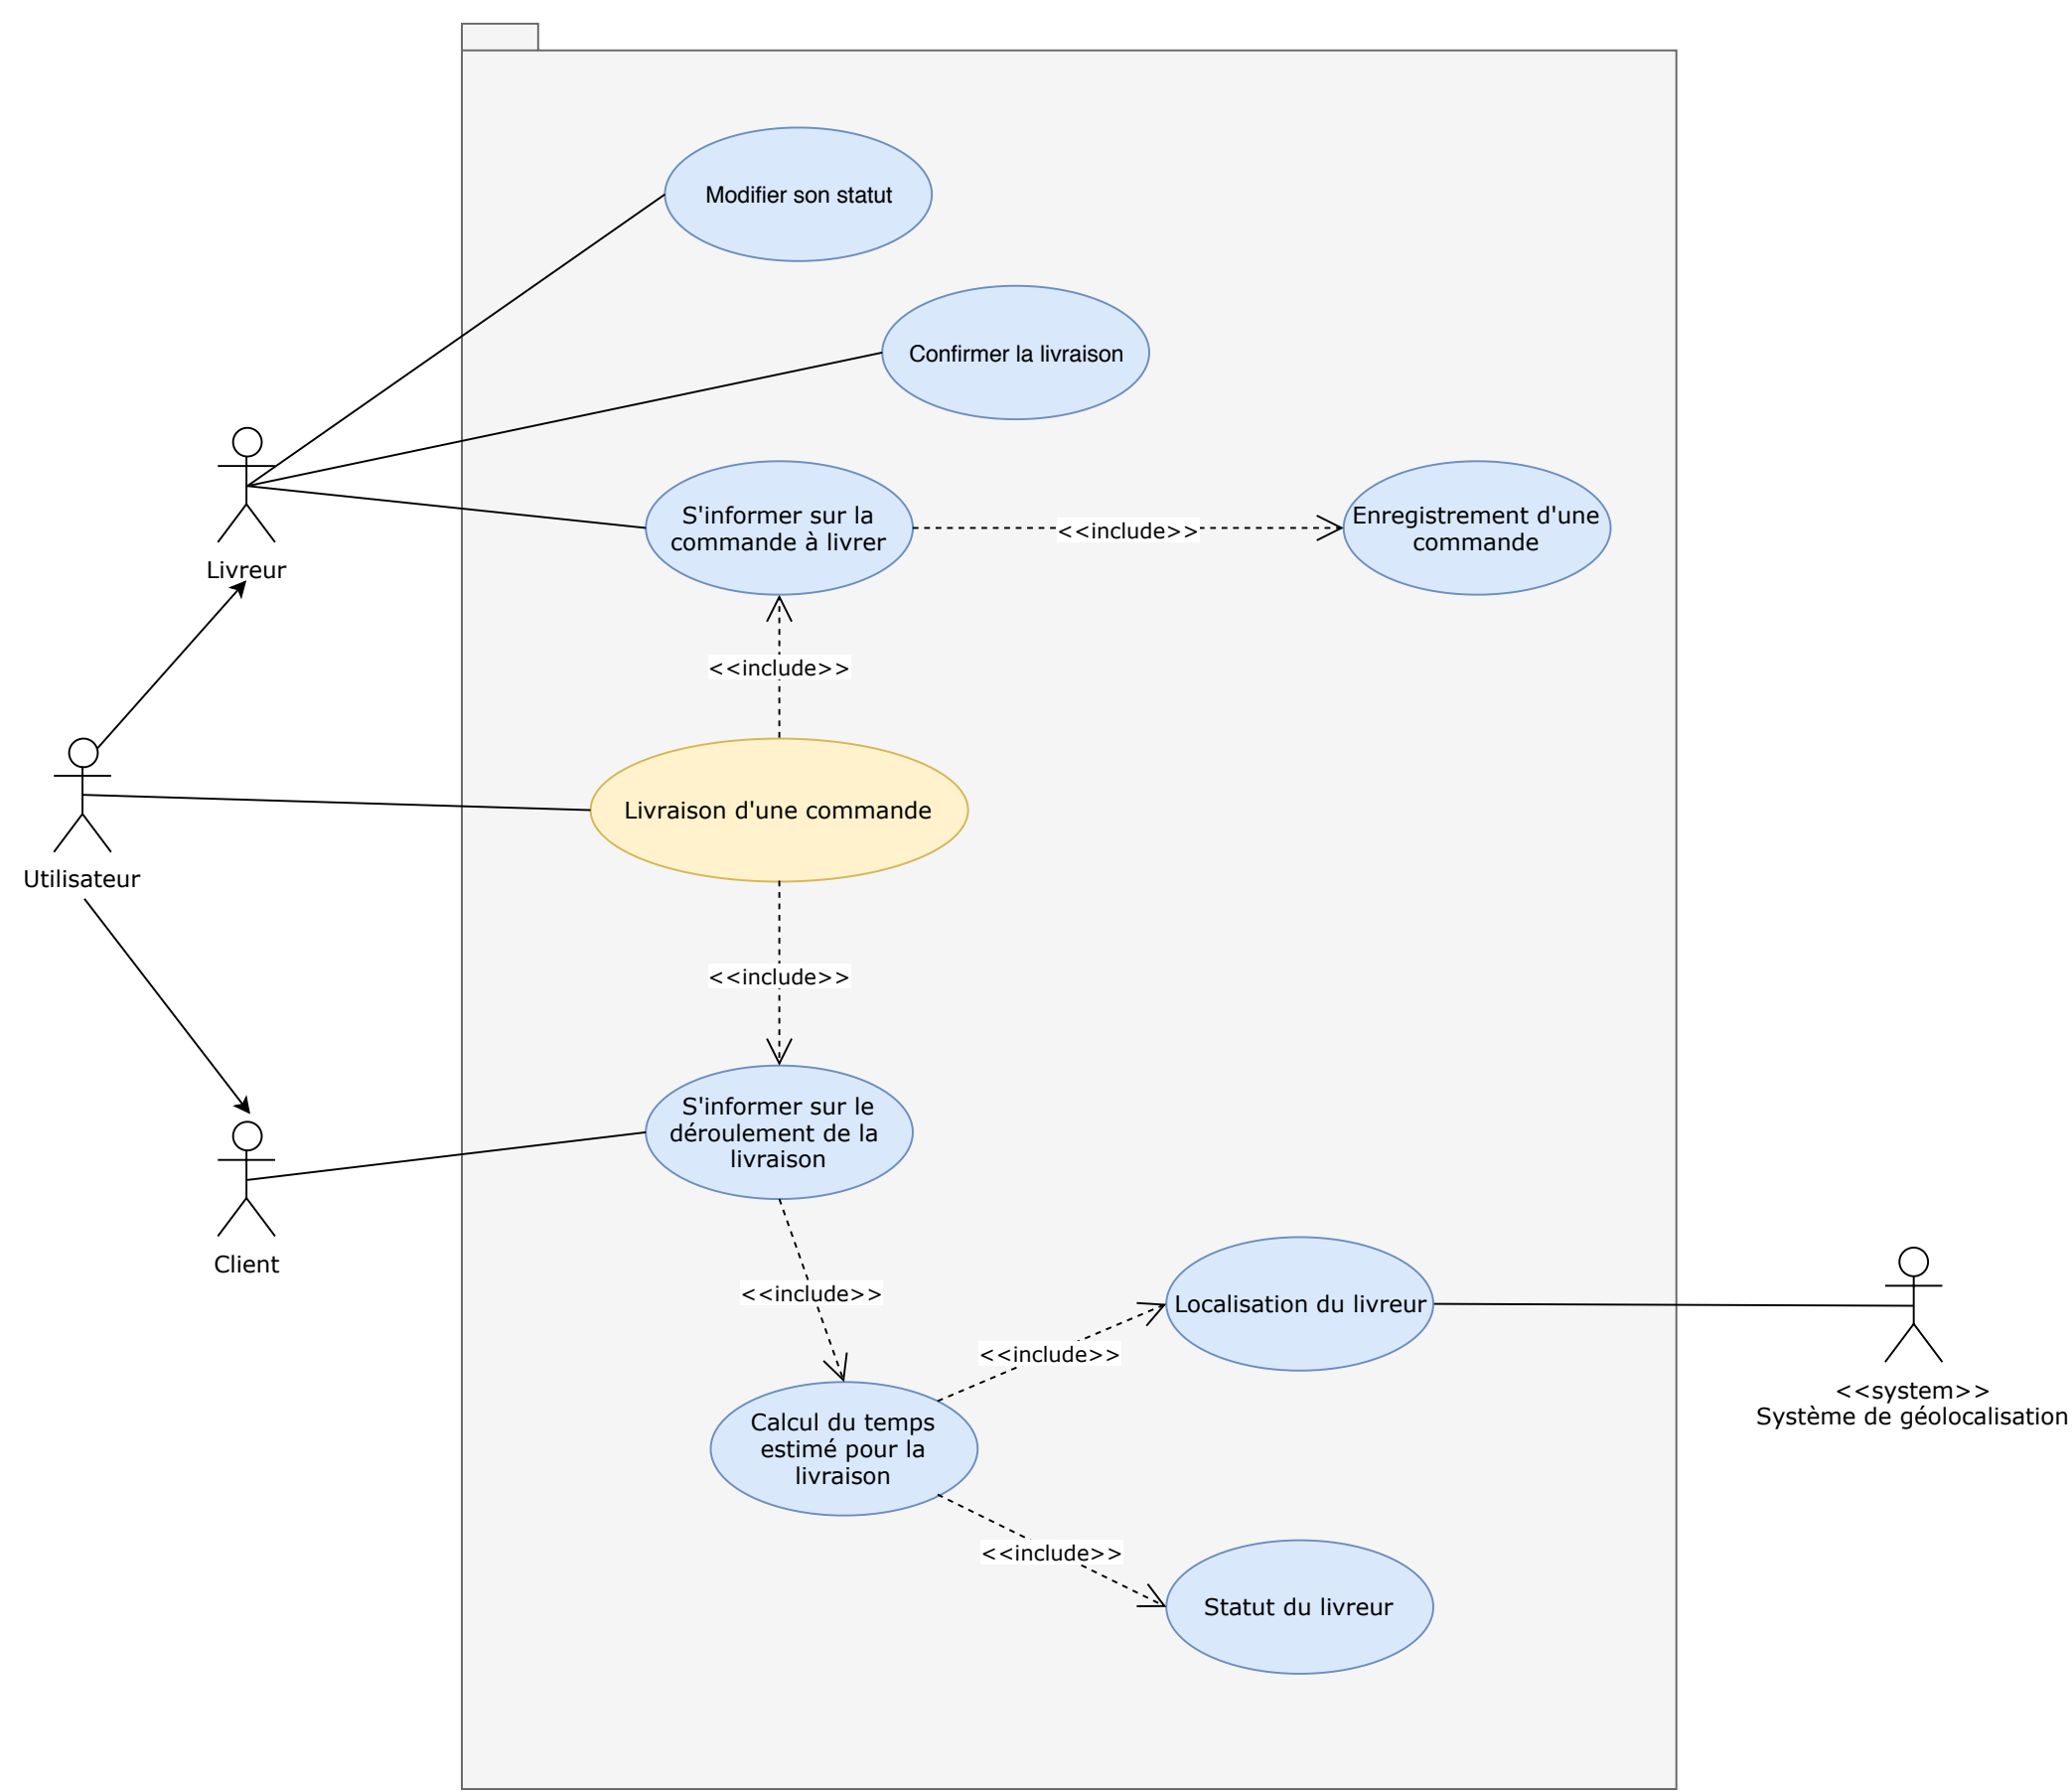 Modifier son statut
Confirmer la livraison
S'informer sur la
commande à livrer
<<include>>
Enregistrement d'une
commande
Livreur
<<include>>
Livraison d'une commande
Utilisateur
<<include>>
S'informer sur le
déroulement de la
livraison
Client
<<include>>
Localisation du livreur
<<include>>
<<system>>
Système de géolocalisation
Calcul du temps
estimé pour la
livraison
<<include>>
Statut du livreur